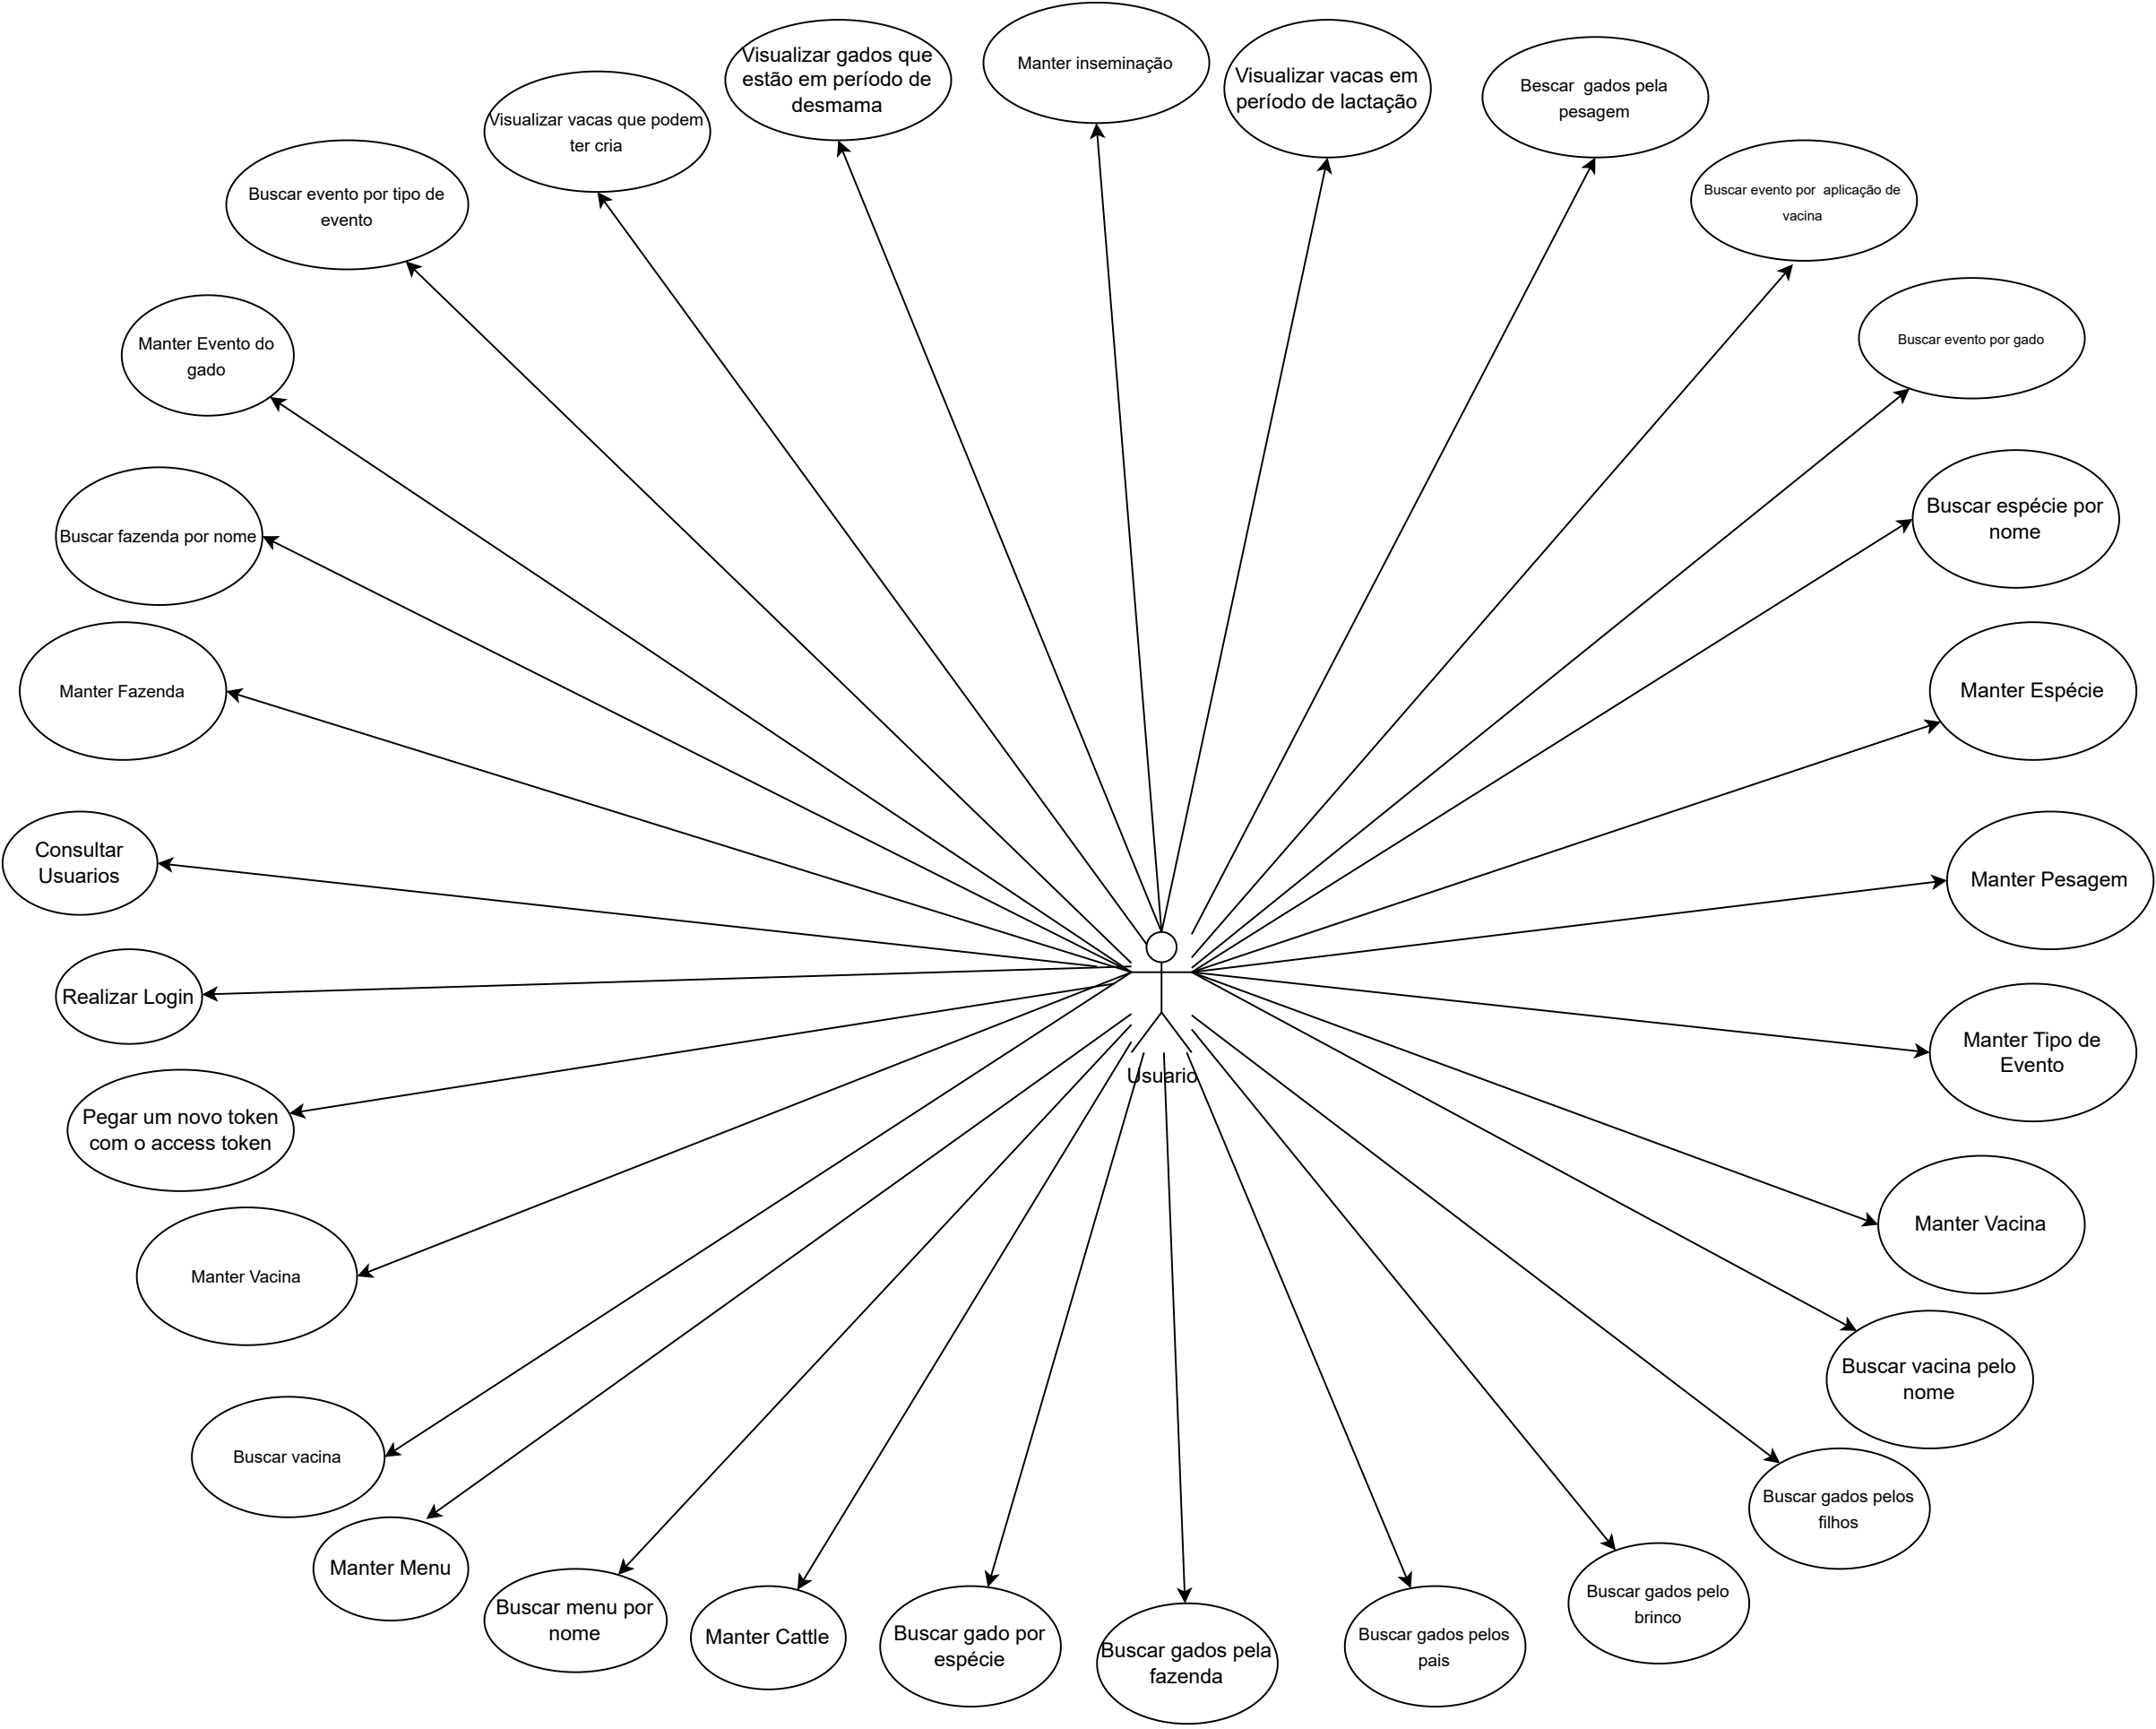 Manter inseminação
Visualizar gados que
estão em período de
desmama
Visualizar vacas em
período de lactação
Bescar  gados pela
pesagem
Visualizar vacas que podem
ter cria
Buscar evento por tipo de
evento
Buscar evento por  aplicação de
vacina
Manter Evento do
gado
Buscar evento por gado
Buscar fazenda por nome
Buscar espécie por
nome
Manter Fazenda
Manter Espécie
Consultar
Usuarios
Manter Pesagem
Realizar Login
Manter Tipo de
Evento
Usuario
Pegar um novo token
com o access token
Manter Vacina
Manter Vacina
Buscar vacina pelo
nome
Buscar vacina
Buscar gados pelos
filhos
Manter Menu
Buscar menu por
nome
Manter Cattle
Buscar gado por
espécie
Buscar gados pela
fazenda
Buscar gados pelos
pais
Buscar gados pelo
brinco